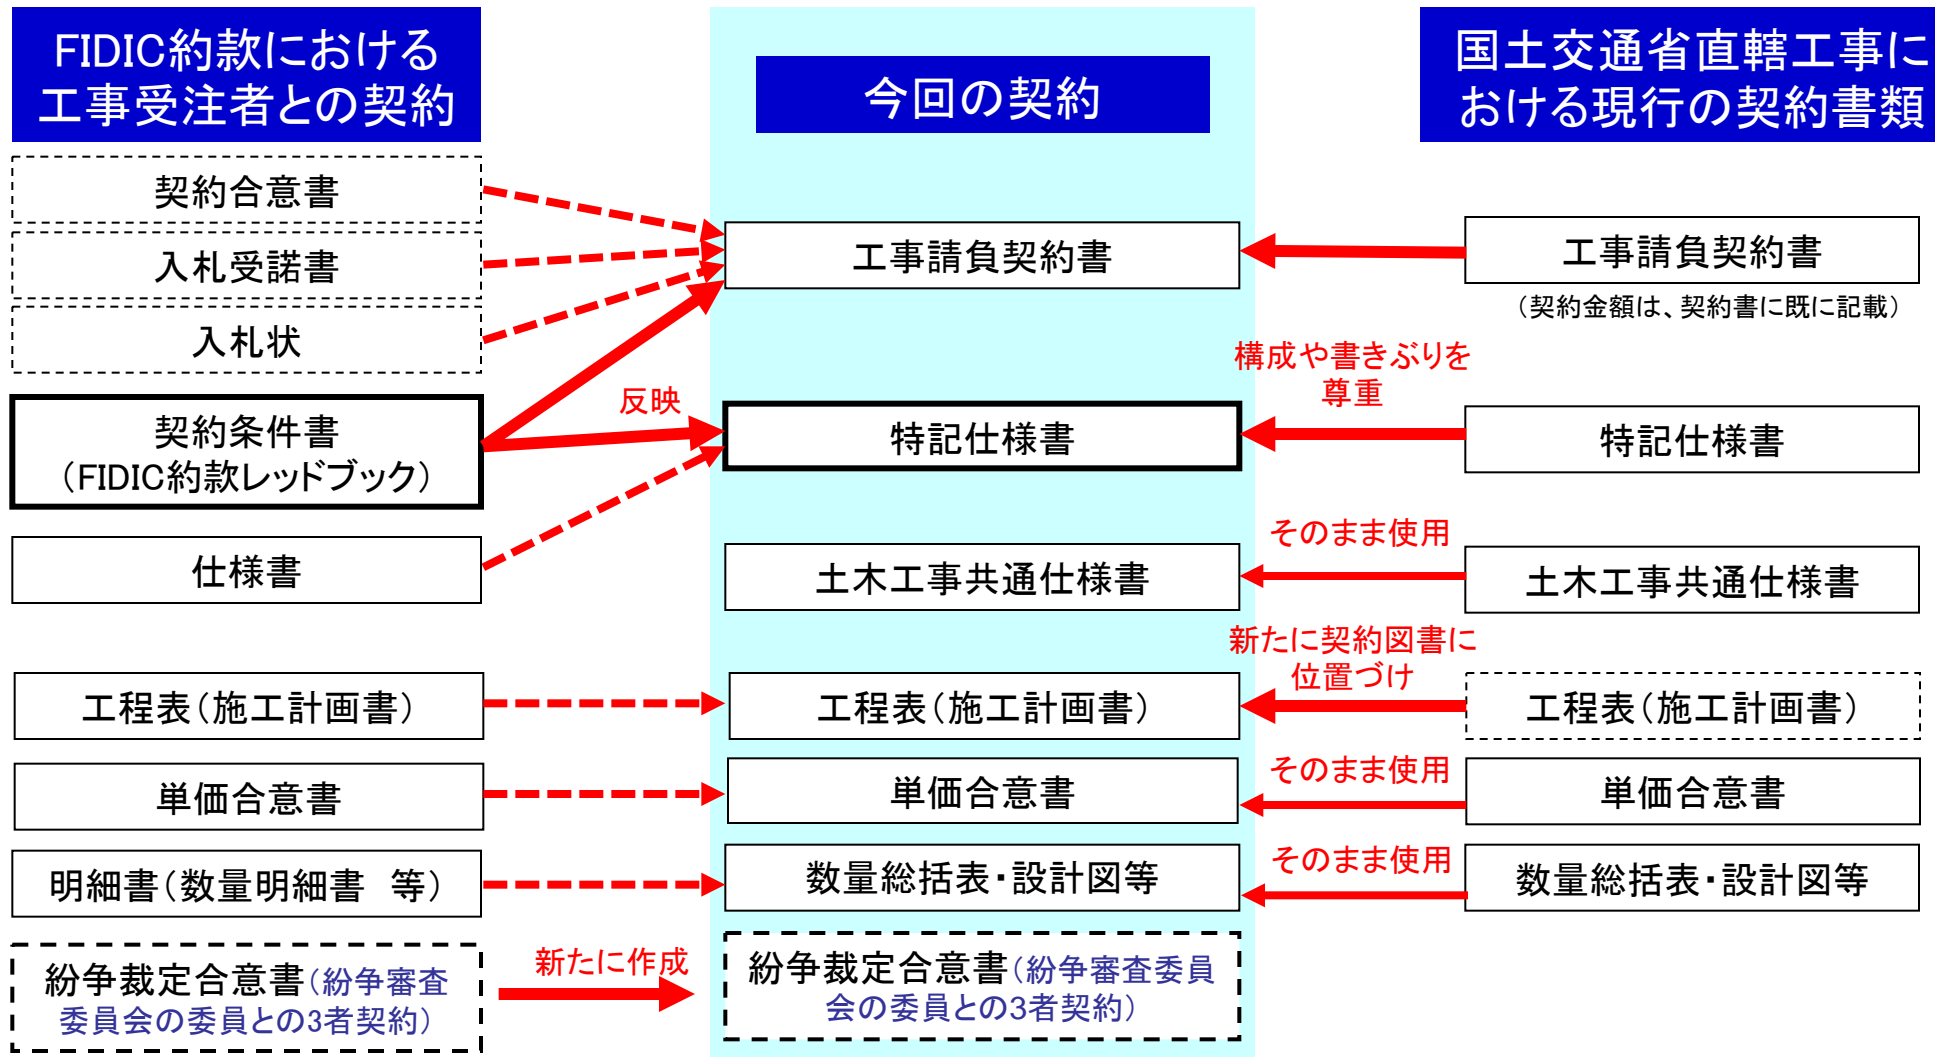 FIDIC約款における
工事受注者との契約
今回の契約
国土交通省直轄工事に
おける現行の契約書類
契約合意書
入札受諾書
入札状
契約条件書
（FIDIC約款レッドブック）
仕様書
工程表（施工計画書）
単価合意書
明細書（数量明細書　等）
紛争裁定合意書（紛争審査
委員会の委員との3者契約）
反映
新たに作成
工事請負契約書
特記仕様書
土木工事共通仕様書
工程表（施工計画書）
単価合意書
数量総括表・設計図等
紛争裁定合意書（紛争審査委員
会の委員との3者契約）
構成や書きぶりを
尊重
そのまま使用
新たに契約図書に
位置づけ
そのまま使用
そのまま使用
工事請負契約書
（契約金額は、契約書に既に記載）
特記仕様書
土木工事共通仕様書
工程表（施工計画書）
単価合意書
数量総括表・設計図等